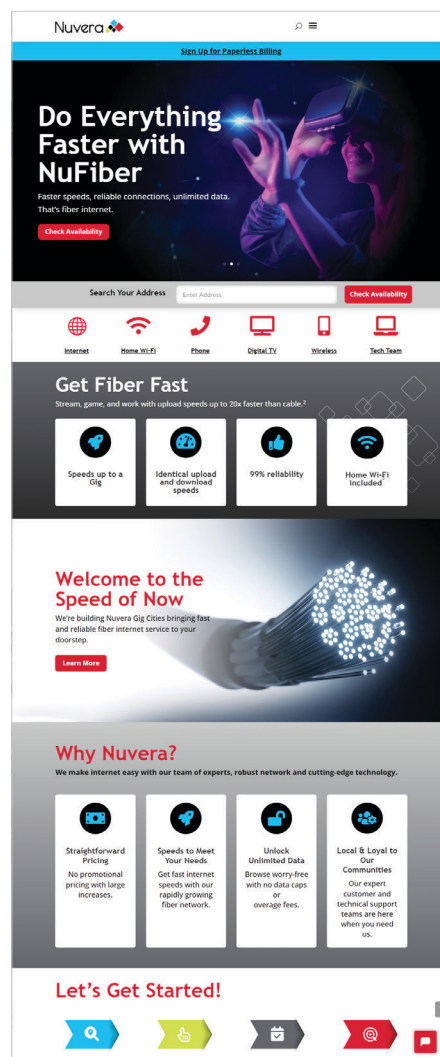 Nuvera
Sign Up for Paperless Billing
Do Everything
Faster with
NuFiber
Faster speeds, reliable connections, unlimited data.
That's fiber internet.
Check Availability
Search Your Address
Enter Address
Check Availability
Internet
Home Wi-Fi
Phone
Digital TV
Wireless
Tech Team
Get Fiber Fast
Stream, game, and work with upload speeds up to 20x faster than cable.²
Speeds up to a
Gig
Identical upload
and download
speeds
99% reliability
Home Wi-Fi
included
Welcome to the
Speed of Now
We're building Nuvera Gig Cities bringing fast
and reliable fiber internet service to your
doorstep.
Learn More
Why Nuvera?
We make internet easy with our team of experts, robust network and cutting-edge technology.
Straightforward
Pricing
No promotional
pricing with large
increases.
Speeds to Meet
Your Needs
Get fast internet
speeds with our
rapidly growing
fiber network.
Unlock
Unlimited Data
Browse worry-free
with no data caps
or
overage fees.
Local & Loyal to
Our
Communities
Our expert
customer and
technical support
teams are here
when you need
us.
Let's Get Started!